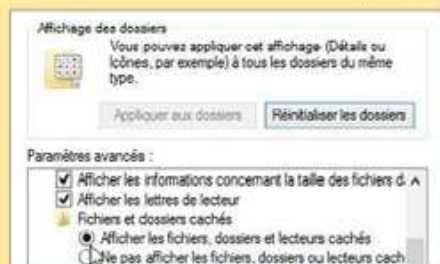 Affichage des dossiers
Vous pouvez appliquer cet affichage (Détails ou
Icônes, par exemple) à tous les dossiers du même
type.
Appliquer aux dossiers
Réinitialiser les dossiers
Paramètres avancés :
Afficher les informations concernant la taille des fichiers d
Afficher les lettres de lecteur
Fichiers et dossiers cachés
Afficher les fichiers, dossiers et lecteurs cachés
Ne pas afficher les fichiers, dossiers ou lecteurs cach